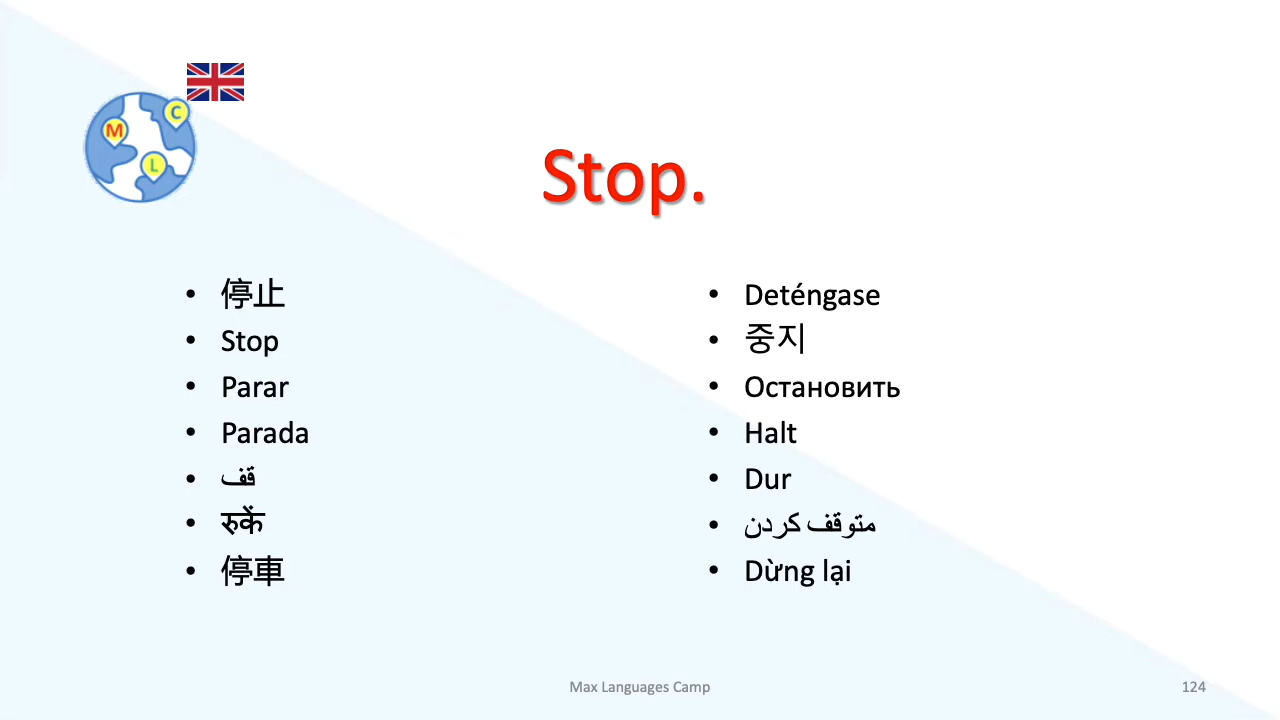 M
C
L
Stop.
• 停止
• Stop
• Parar
• Parada
• قف
• रुकें
• 停車
• Deténgase
• 중지
• Остановить
• Halt
• Dur
• متوقف کردن
• Dừng lại
Max Languages Camp
124